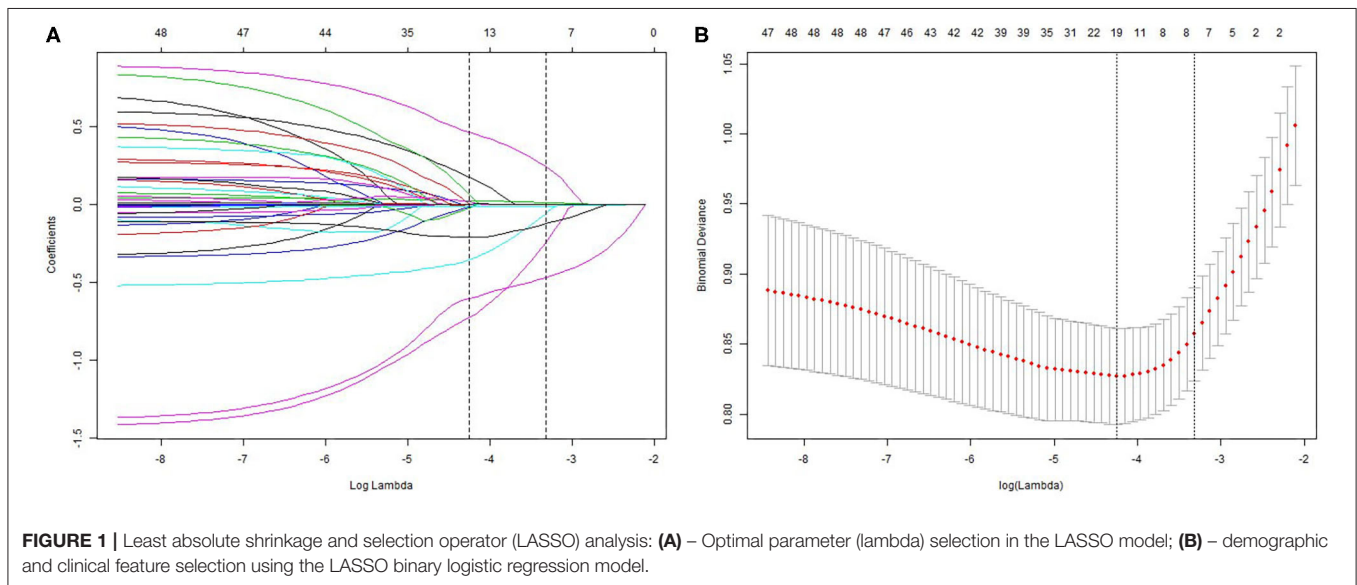 A
48 47 44 35 13 7 0
0.5
0.0
-0.5
-1.0
-1.5
Coefficients
-8 -7 -6 -5 -4 -3 -2
Log Lambda
B
47 48 48 48 48 47 46 43 42 42 39 39 35 31 22 19 11 8 8 7 5 2 2
1.05
1.00
0.95
0.90
0.85
0.80
Binomial Deviance
-8 -7 -6 -5 -4 -3 -2
log(Lambda)
FIGURE 1 | Least absolute shrinkage and selection operator (LASSO) analysis: (A) – Optimal parameter (lambda) selection in the LASSO model; (B) – demographic
and clinical feature selection using the LASSO binary logistic regression model.